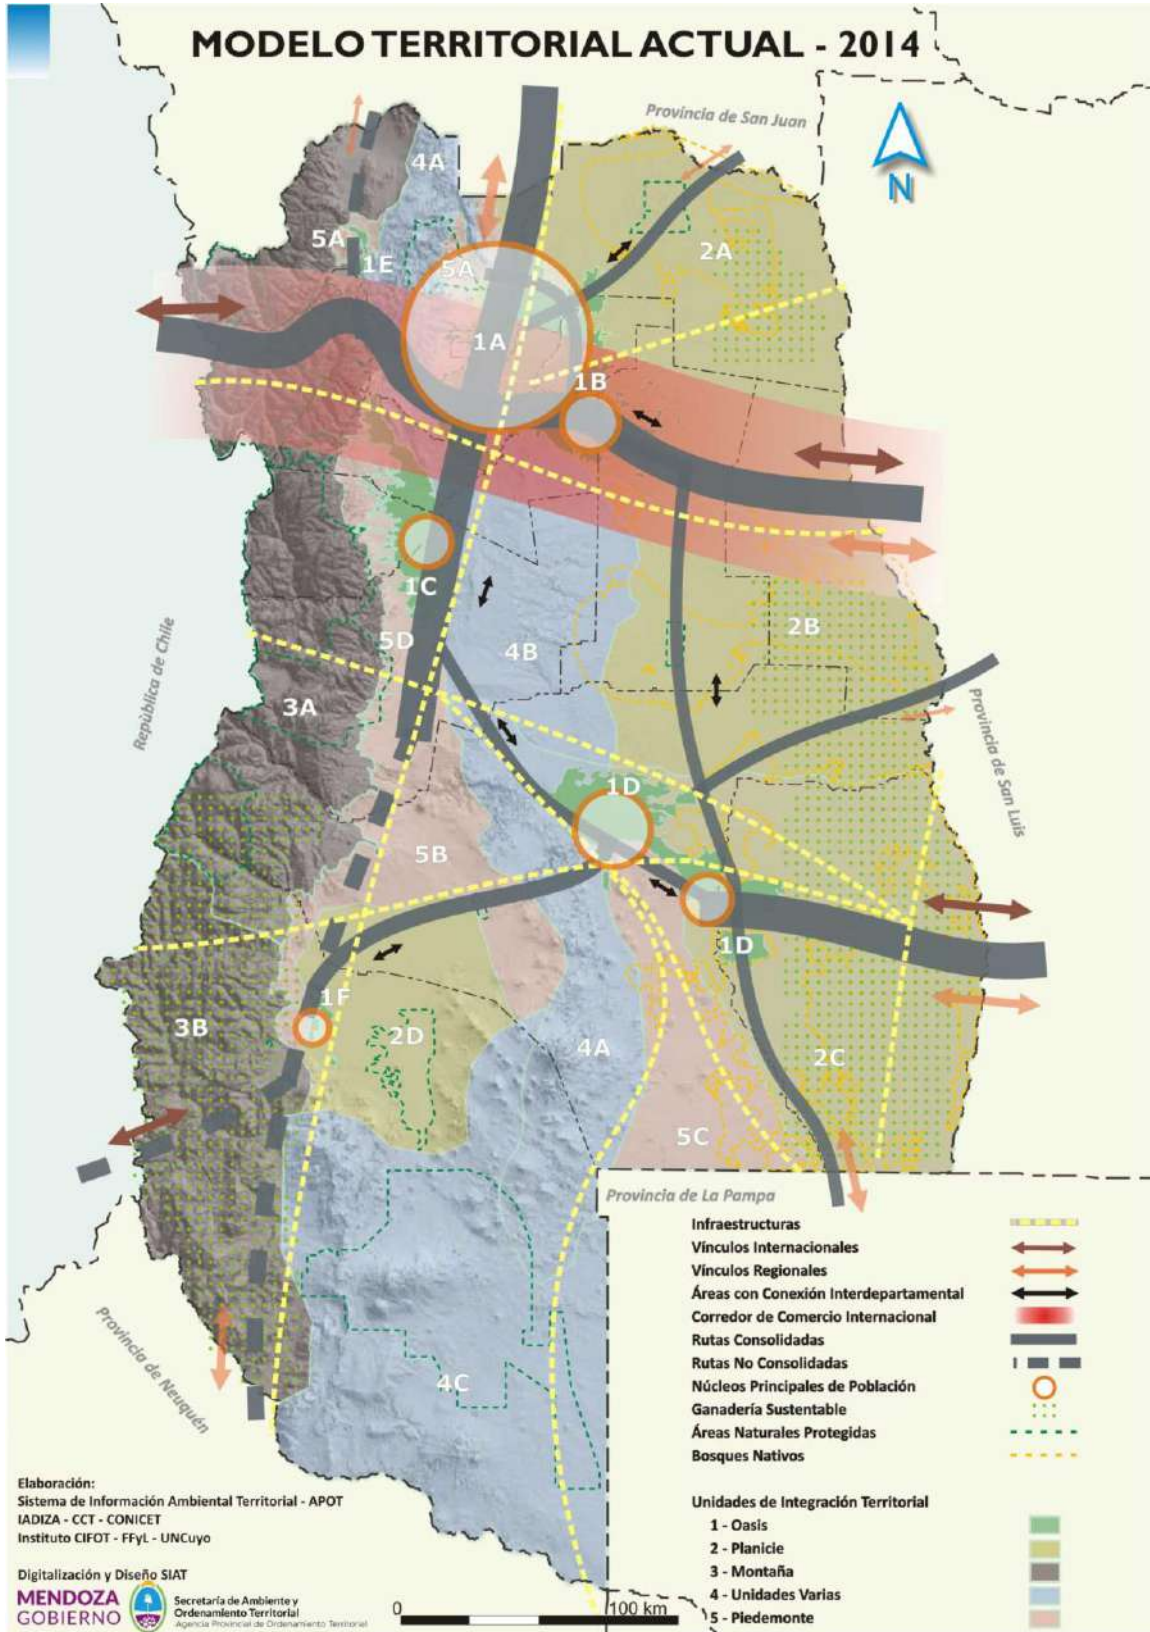 MODELO TERRITORIAL ACTUAL - 2014
Provincia de San Juan
N
4A
5A
1E
5A
2A
1A
1B
1C
5D
4B
2B
República de Chile
3A
Provincia de San Luis
1D
5B
1D
1F
3B
2D
4A
2C
5C
Provincia de La Pampa
Provincia de Neuquén
4C
Infraestructuras
Vínculos Internacionales
Vínculos Regionales
Áreas con Conexión Interdepartamental
Corredor de Comercio Internacional
Rutas Consolidadas
Rutas No Consolidadas
Núcleos Principales de Población
Ganadería Sustentable
Áreas Naturales Protegidas
Bosques Nativos
Unidades de Integración Territorial
1 - Oasis
2 - Planicie
3 - Montaña
4 - Unidades Varias
5 - Piedemonte
Elaboración:
Sistema de Información Ambiental Territorial - APOT
IADIZA - CCT - CONICET
Instituto CIFOT - FFyL - UNCuyo
Digitalización y Diseño SIAT
MENDOZA
GOBIERNO
Secretaría de Ambiente y
Ordenamiento Territorial
Agencia Provincial de Ordenamiento Territorial
0 100 km